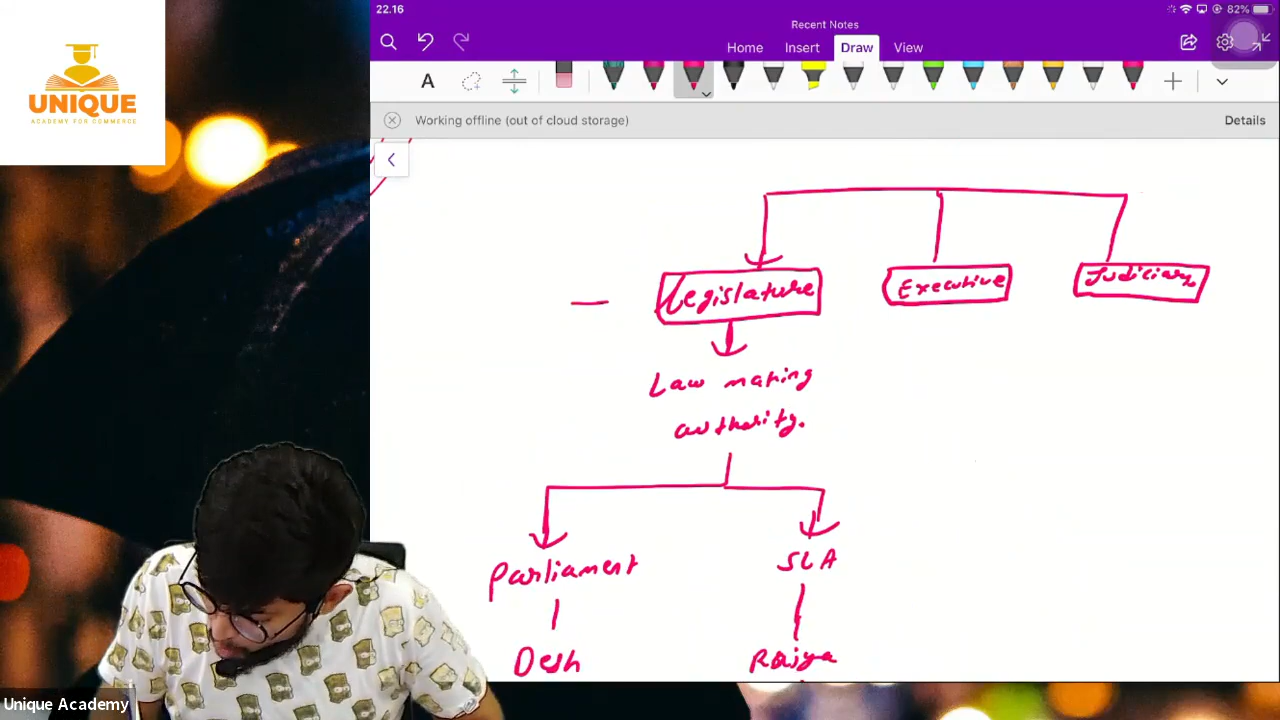 22.16
82%
UNIQUE
ACADEMY FOR COMMERCE
Recent Notes
Home Insert Draw View
A
Working offline (out of cloud storage)
Details
Legislature
Executive
Judiciary
Law making
authority.
Parliament
SLA
Desh
Rajya
Unique Academy